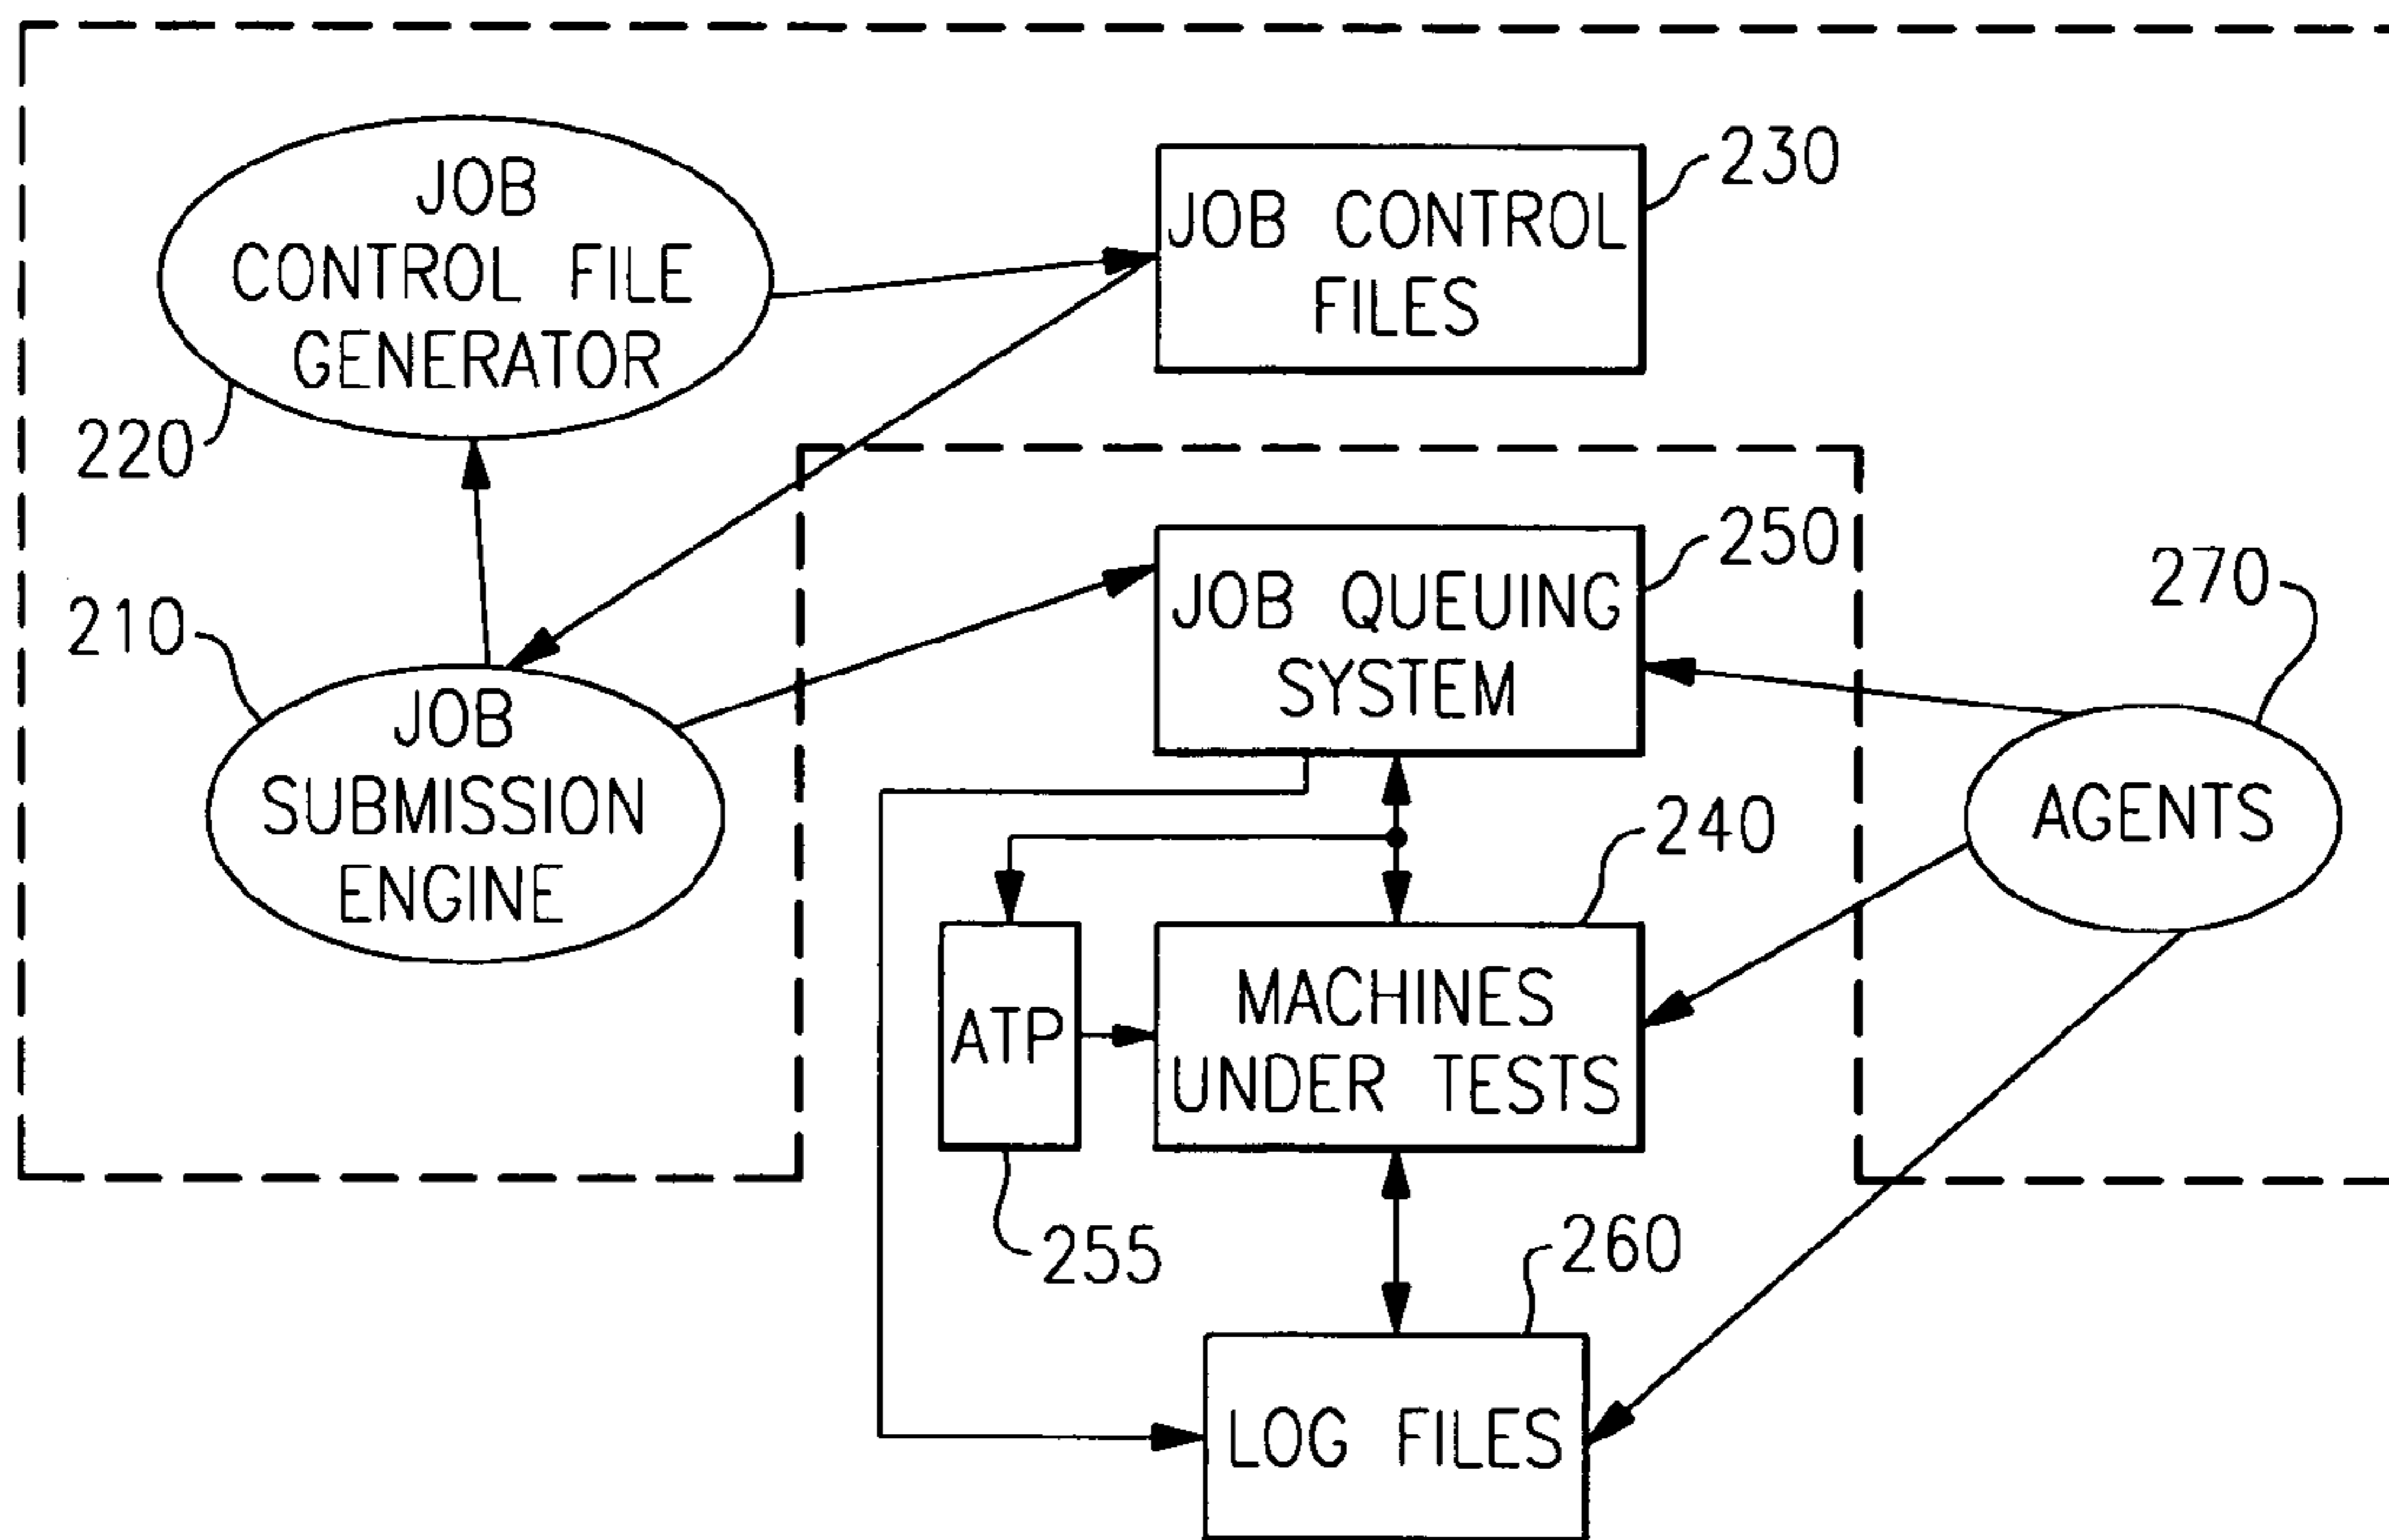 JOB
CONTROL FILE
GENERATOR
220
JOB CONTROL
FILES
230
210
JOB
SUBMISSION
ENGINE
JOB QUEUING
SYSTEM
250
270
AGENTS
240
ATP
MACHINES
UNDER TESTS
255
260
LOG FILES